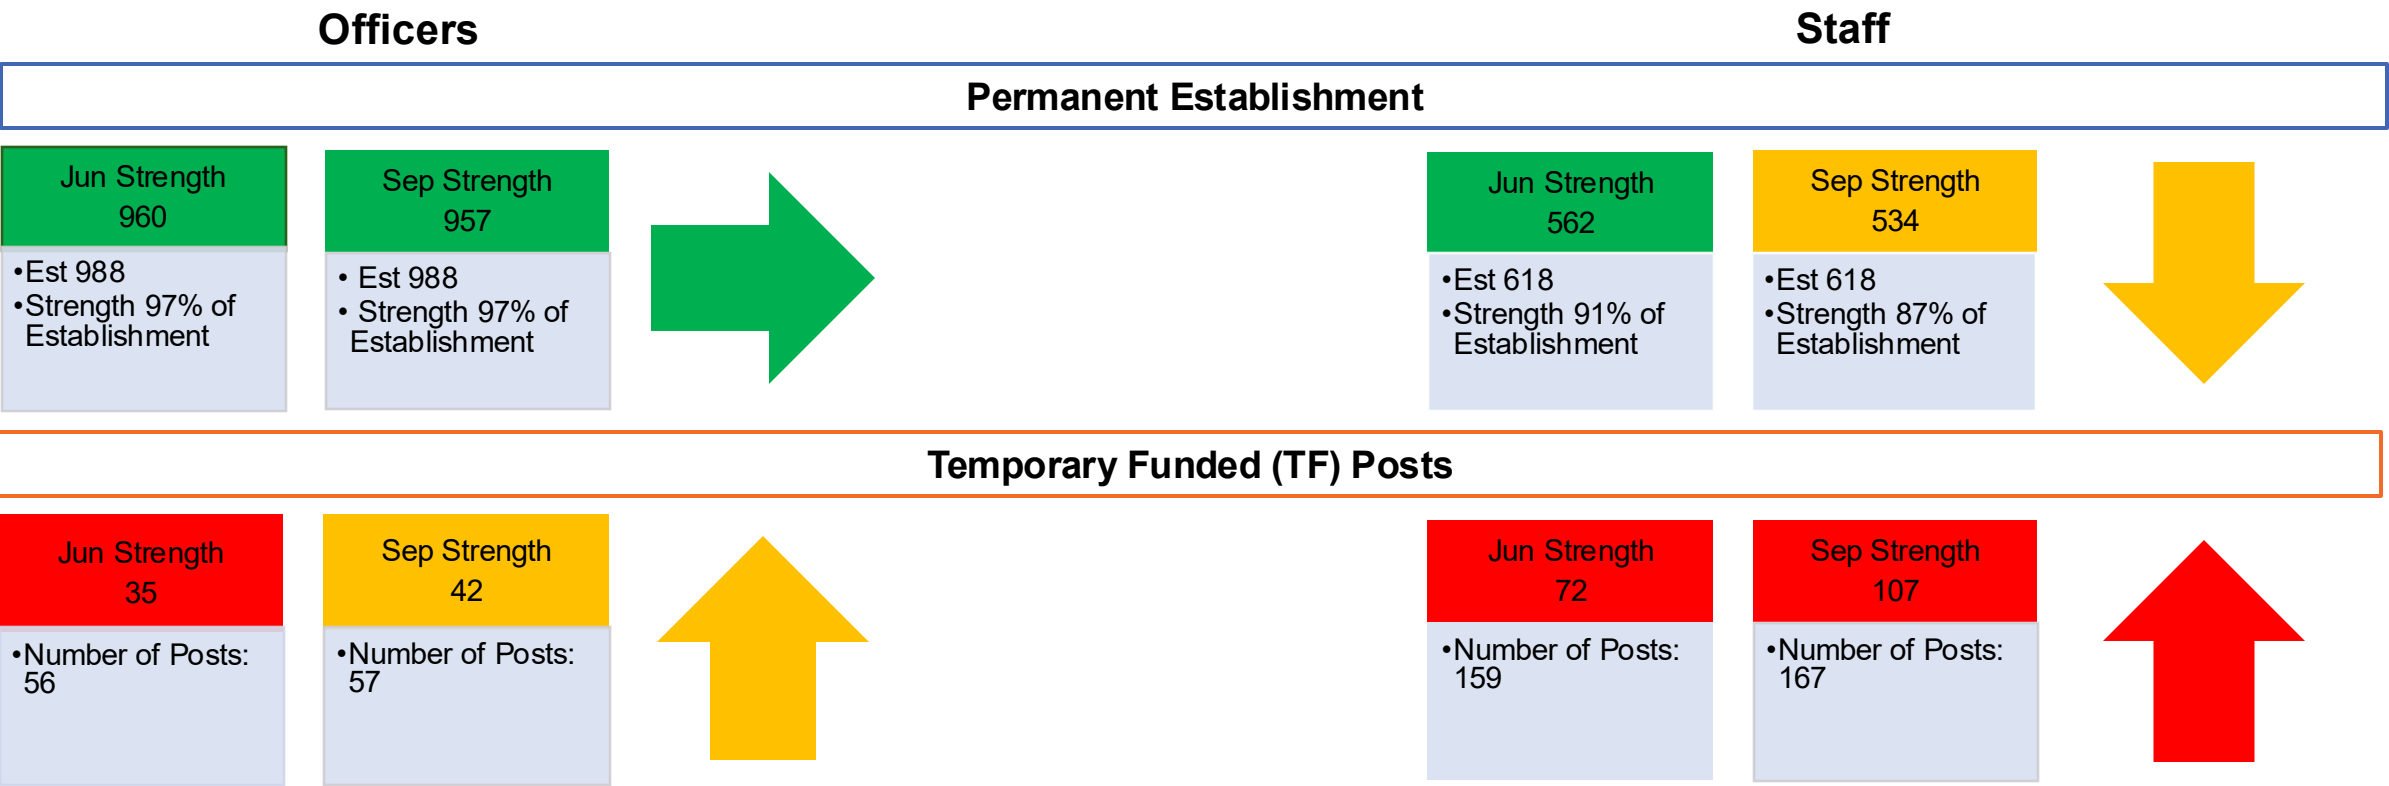 Officers
Staff
Permanent Establishment
Jun Strength
960
•Est 988
•Strength 97% of
Establishment
Sep Strength
957
• Est 988
• Strength 97% of
Establishment
Jun Strength
562
•Est 618
•Strength 91% of
Establishment
Sep Strength
534
•Est 618
•Strength 87% of
Establishment
Temporary Funded (TF) Posts
Jun Strength
35
•Number of Posts:
56
Sep Strength
42
•Number of Posts:
57
Jun Strength
72
•Number of Posts:
159
Sep Strength
107
•Number of Posts:
167